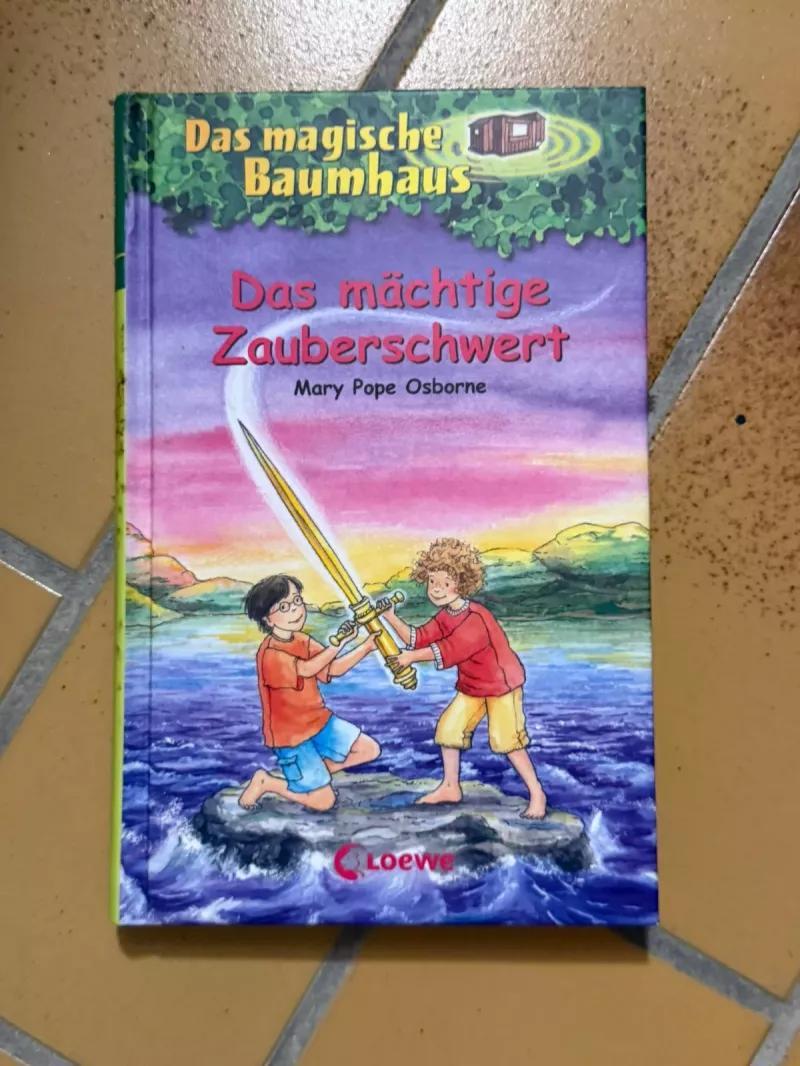 Das magische
Baumhaus
Das mächtige
Zauberschwert
Mary Pope Osborne
Loewe